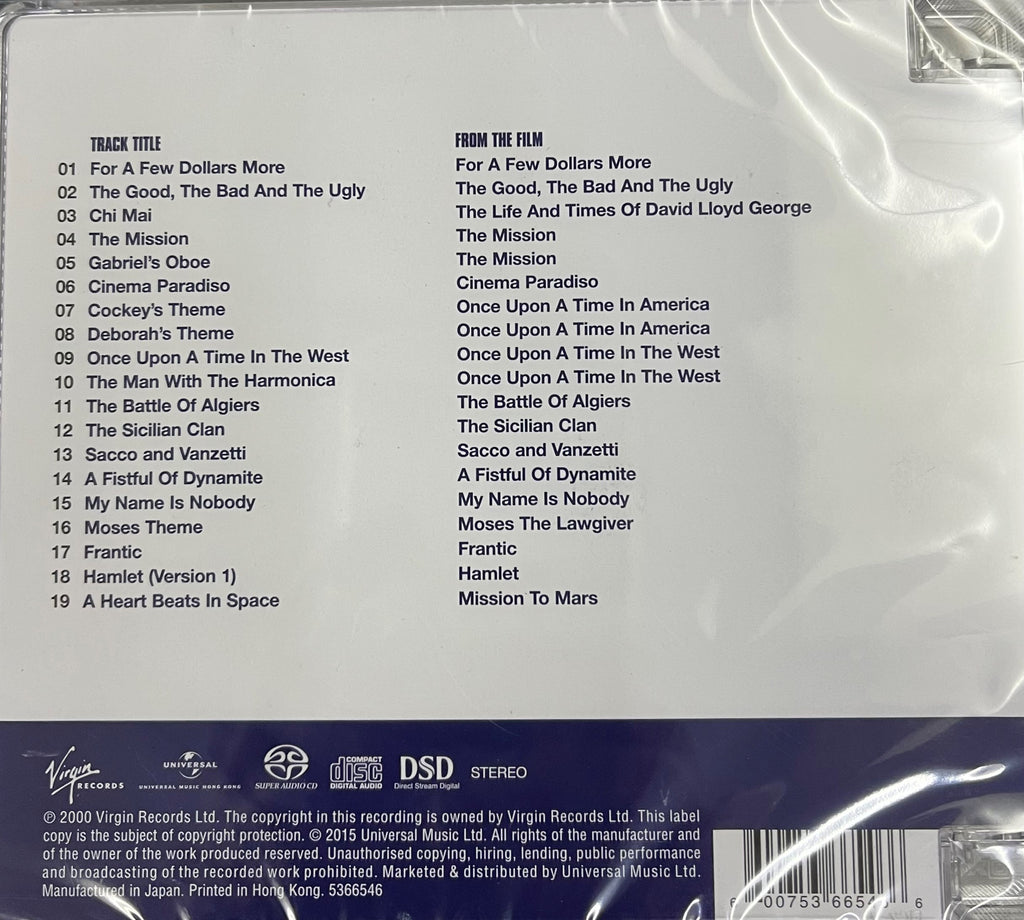 TRACK TITLE FROM THE FILM
01 For A Few Dollars More For A Few Dollars More
02 The Good, The Bad And The Ugly The Good, The Bad And The Ugly
03 Chi Mai The Life And Times Of David Lloyd George
04 The Mission The Mission
05 Gabriel's Oboe The Mission
06 Cinema Paradiso Cinema Paradiso
07 Cockey's Theme Once Upon A Time In America
08 Deborah's Theme Once Upon A Time In America
09 Once Upon A Time In The West Once Upon A Time In The West
10 The Man With The Harmonica Once Upon A Time In The West
11 The Battle Of Algiers The Battle Of Algiers
12 The Sicilian Clan The Sicilian Clan
13 Sacco and Vanzetti Sacco and Vanzetti
14 A Fistful Of Dynamite A Fistful Of Dynamite
15 My Name Is Nobody My Name Is Nobody
16 Moses Theme Moses The Lawgiver
17 Frantic Frantic
18 Hamlet (Version 1) Hamlet
19 A Heart Beats In Space Mission To Mars
Virgin RECORDS UNIVERSAL UNIVERSAL MUSIC HONG KONG SUPER AUDIO CD COMPACT disc DIGITAL AUDIO DSD Direct Stream Digital STEREO
℗ 2000 Virgin Records Ltd. The copyright in this recording is owned by Virgin Records Ltd. This label
copy is the subject of copyright protection. © 2015 Universal Music Ltd. All rights of the manufacturer and
of the owner of the work produced reserved. Unauthorised copying, hiring, lending, public performance
and broadcasting of the recorded work prohibited. Marketed & distributed by Universal Music Ltd.
Manufactured in Japan. Printed in Hong Kong. 5366546
6 00753 6